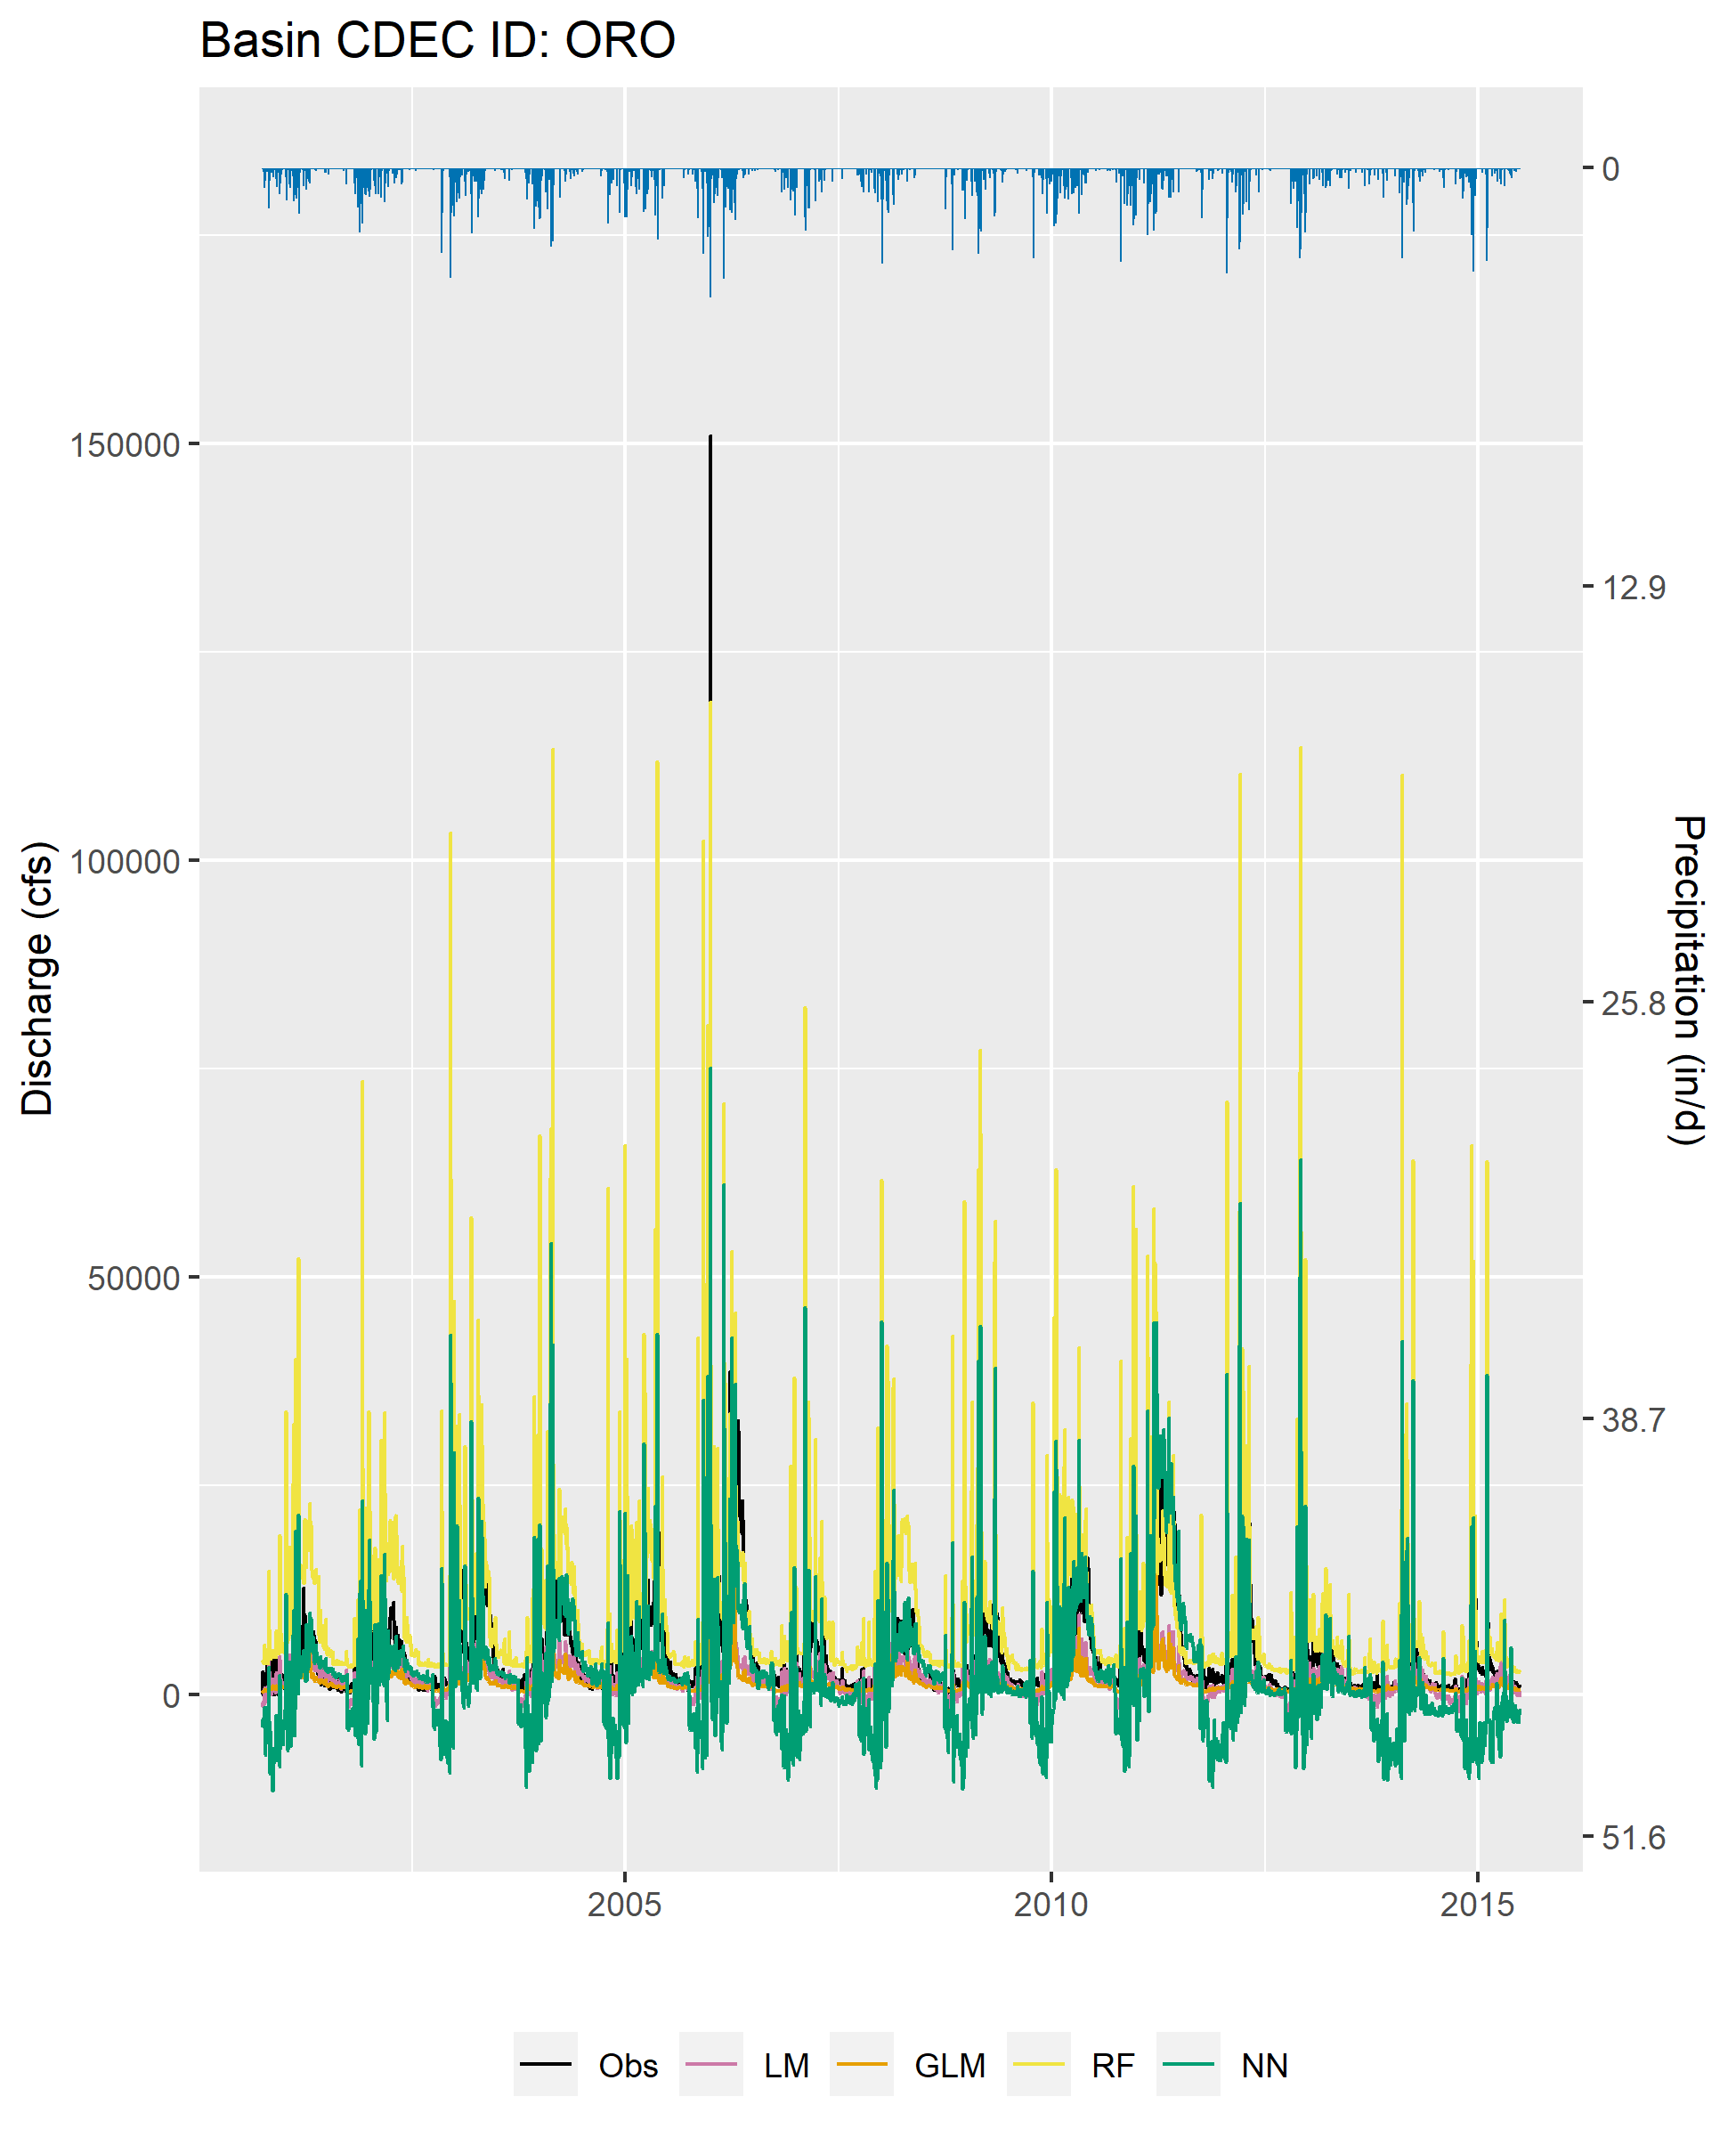 Basin CDEC ID: ORO
0
150000
12.9
100000
25.8
50000
38.7
0
51.6
Discharge (cfs)
Precipitation (in/d)
2005 2010 2015
Obs LM GLM RF NN